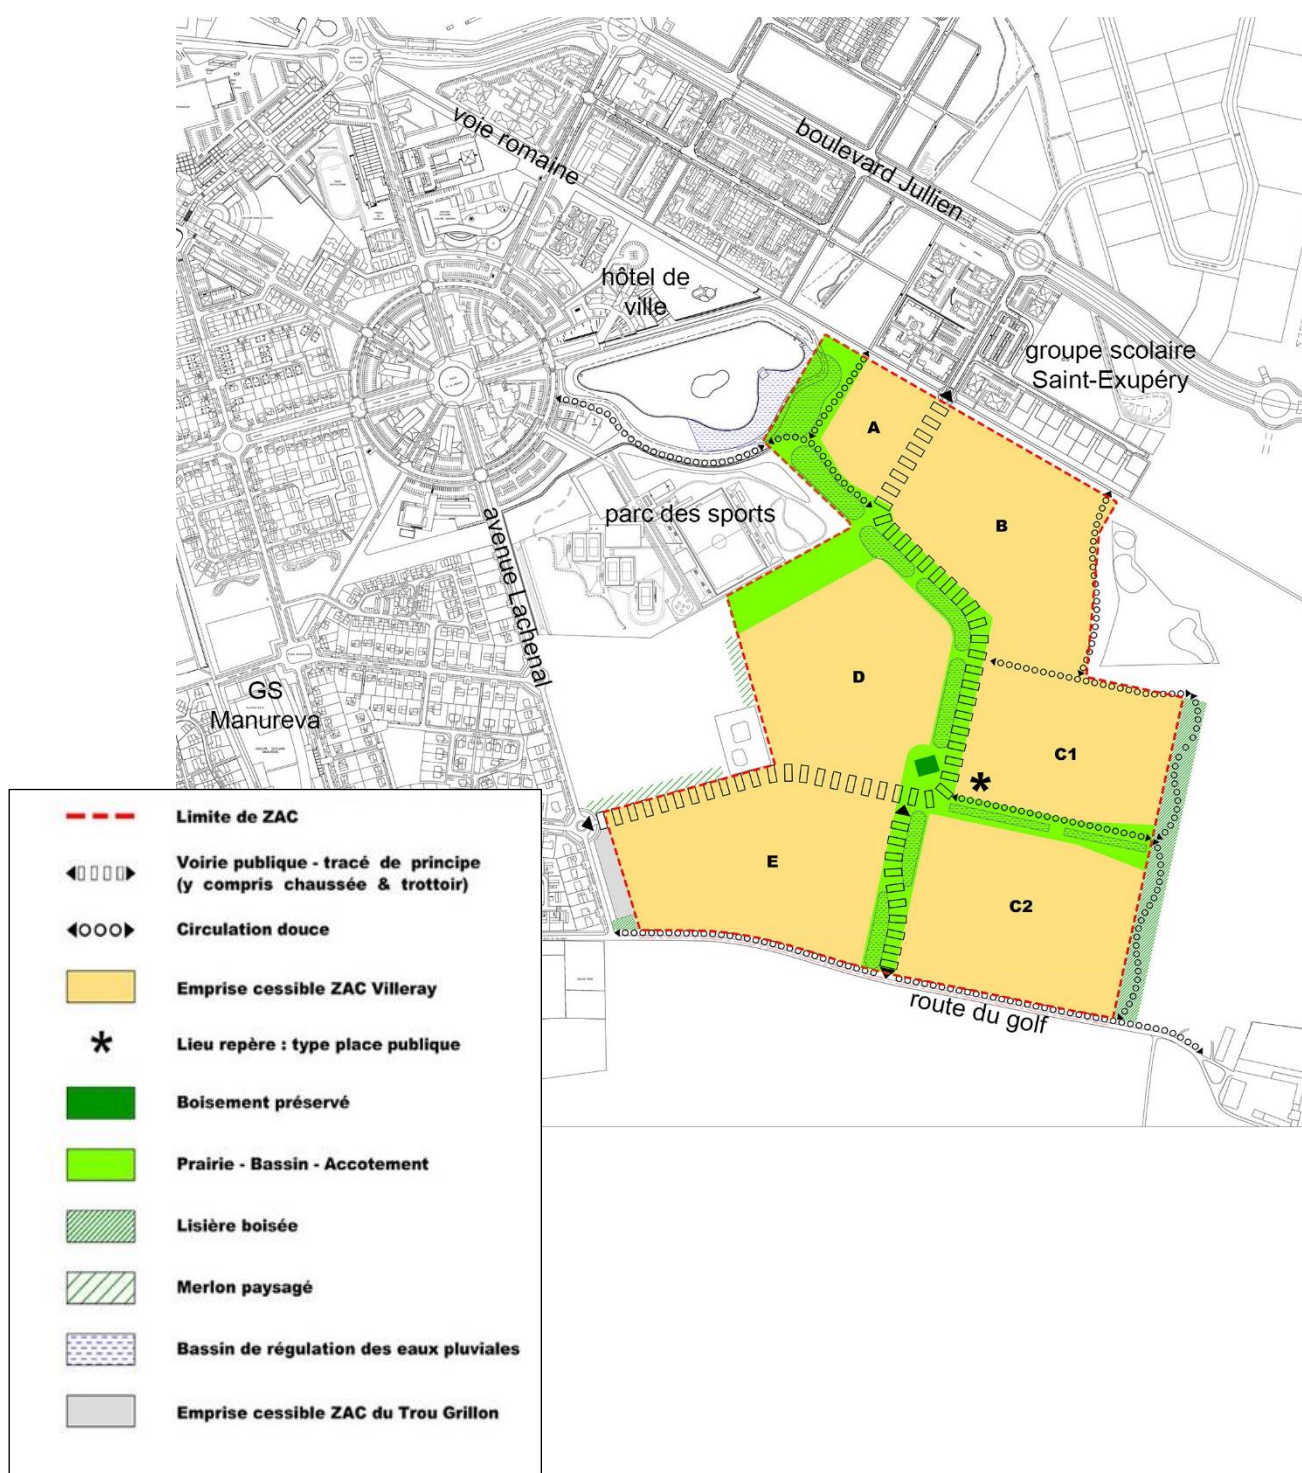 voie romaine
boulevard Jullien
hôtel de
ville
groupe scolaire
Saint-Exupéry
A
parc des sports
B
avenue Lachenal
D
GS
Manureva
C1
E
C2
route du golf
Limite de ZAC
Voirie publique - tracé de principe
(y compris chaussée & trottoir)
Circulation douce
Emprise cessible ZAC Villeray
* Lieu repère : type place publique
Boisement préservé
Prairie - Bassin - Accotement
Lisière boisée
Merlon paysagé
Bassin de régulation des eaux pluviales
Emprise cessible ZAC du Trou Grillon